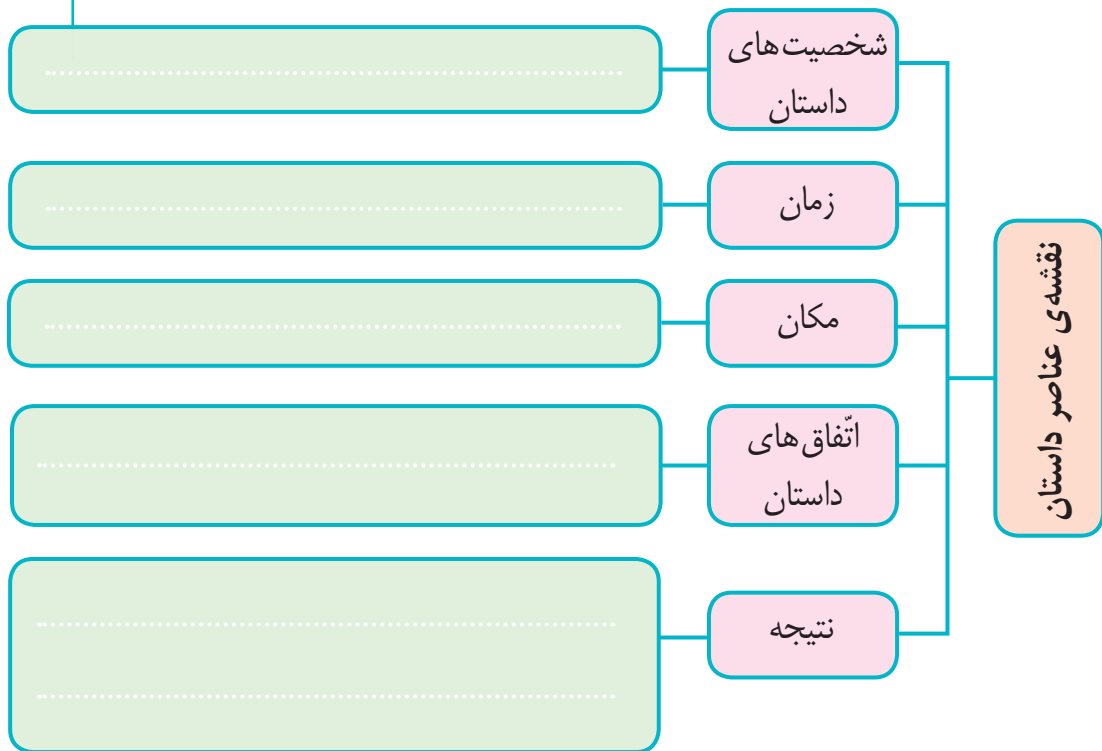 نقشه‌ی عناصر داستان
شخصیت‌های
داستان
زمان
مکان
اتّفاق‌های
داستان
نتیجه